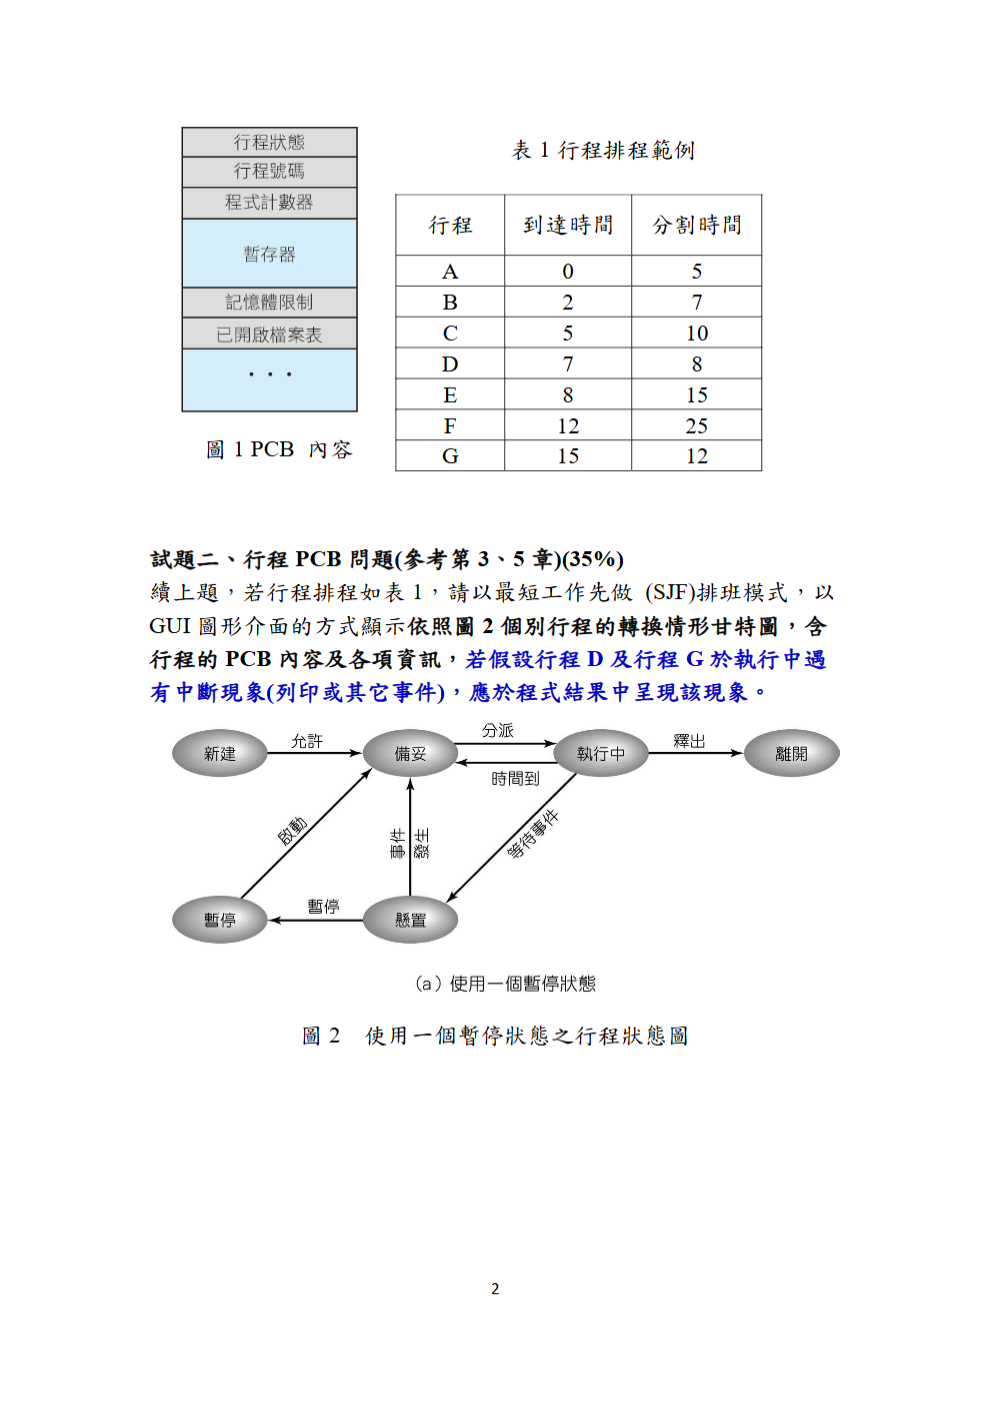 行程狀態
行程號碼
程式計數器
暫存器
記憶體限制
已開啟檔案表
· · ·
圖 1 PCB 內容
表 1 行程排程範例
行程 到達時間 分割時間
A 0 5
B 2 7
C 5 10
D 7 8
E 8 15
F 12 25
G 15 12
試題二、行程 PCB 問題(參考第 3、5 章)(35%)
續上題，若行程排程如表 1，請以最短工作先做 (SJF)排班模式，以
GUI 圖形介面的方式顯示依照圖 2 個別行程的轉換情形甘特圖，含
行程的 PCB 內容及各項資訊，若假設行程 D 及行程 G 於執行中遇
有中斷現象(列印或其它事件)，應於程式結果中呈現該現象。
新建
允許
備妥
分派
時間到
執行中
釋出
離開
啟動
事件
發生
等待事件
暫停
暫停
懸置
（a）使用一個暫停狀態
圖 2 使用一個暫停狀態之行程狀態圖
2